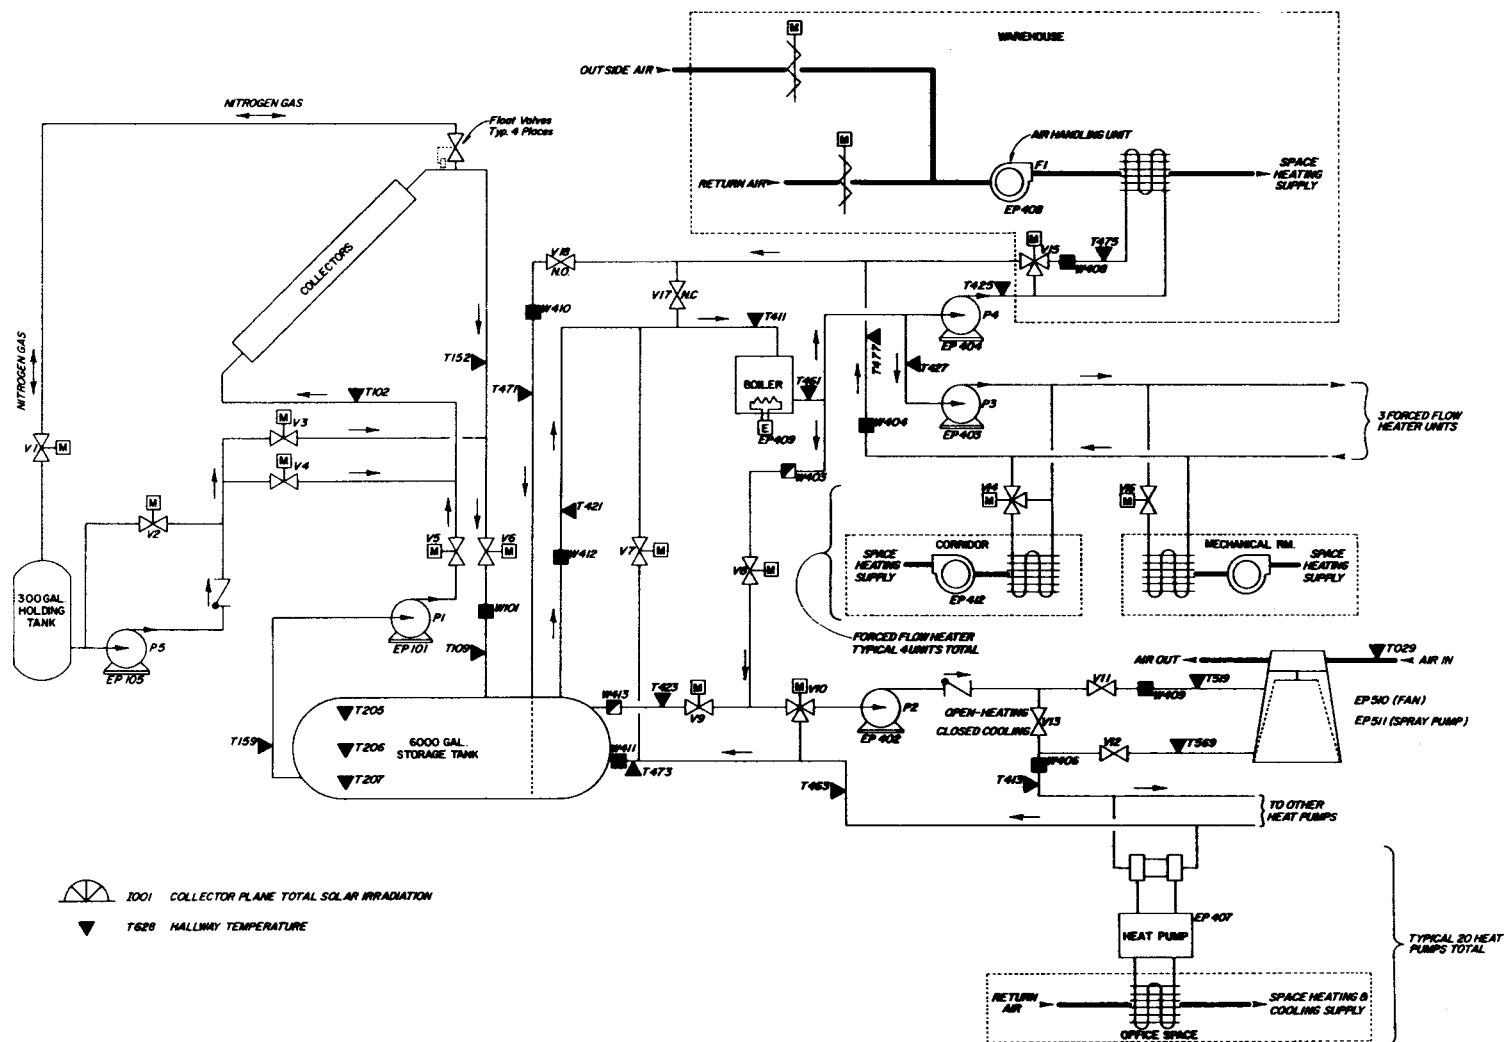 WAREHOUSE
M
OUTSIDE AIR
NITROGEN GAS
Float Valves
Typ. 4 Places
M
AIR HANDLING UNIT
F1
RETURN AIR
EP 408
SPACE
HEATING
SUPPLY
COLLECTORS
V18
N.O.
M
V15
T475
W408
V17
N.C
T425
P4
EP 404
W410
T411
T152
T471
T477
T427
NITROGEN GAS
BOILER
T461
E
EP409
T102
P3
EP 403
3 FORCED FLOW
HEATER UNITS
M
V3
W404
V1
M
M
V4
W403
V14
M
M
M
V2
T421
V5
M
V6
M
V7
M
W412
V8
M
CORRIDOR
SPACE
HEATING
SUPPLY
EP 412
MECHANICAL RM.
SPACE
HEATING
SUPPLY
300 GAL.
HOLDING
TANK
P5
EP 105
P1
EP 101
W101
T109
FORCED FLOW HEATER
TYPICAL 4 UNITS TOTAL
T029
AIR OUT
AIR IN
W413
T423
M
V9
M
V10
P2
EP 402
OPEN-HEATING
CLOSED COOLING
V11
W409
T519
V13
EP 510 (FAN)
EP 511 (SPRAY PUMP)
T205
6000 GAL.
STORAGE TANK
T206
T207
T159
W411
T473
V12
T569
W406
T413
T463
TO OTHER
HEAT PUMPS
I001 COLLECTOR PLANE TOTAL SOLAR IRRADIATION
T628 HALLWAY TEMPERATURE
EP 407
HEAT PUMP
TYPICAL 20 HEAT
PUMPS TOTAL
RETURN
AIR
SPACE HEATING &
COOLING SUPPLY
OFFICE SPACE